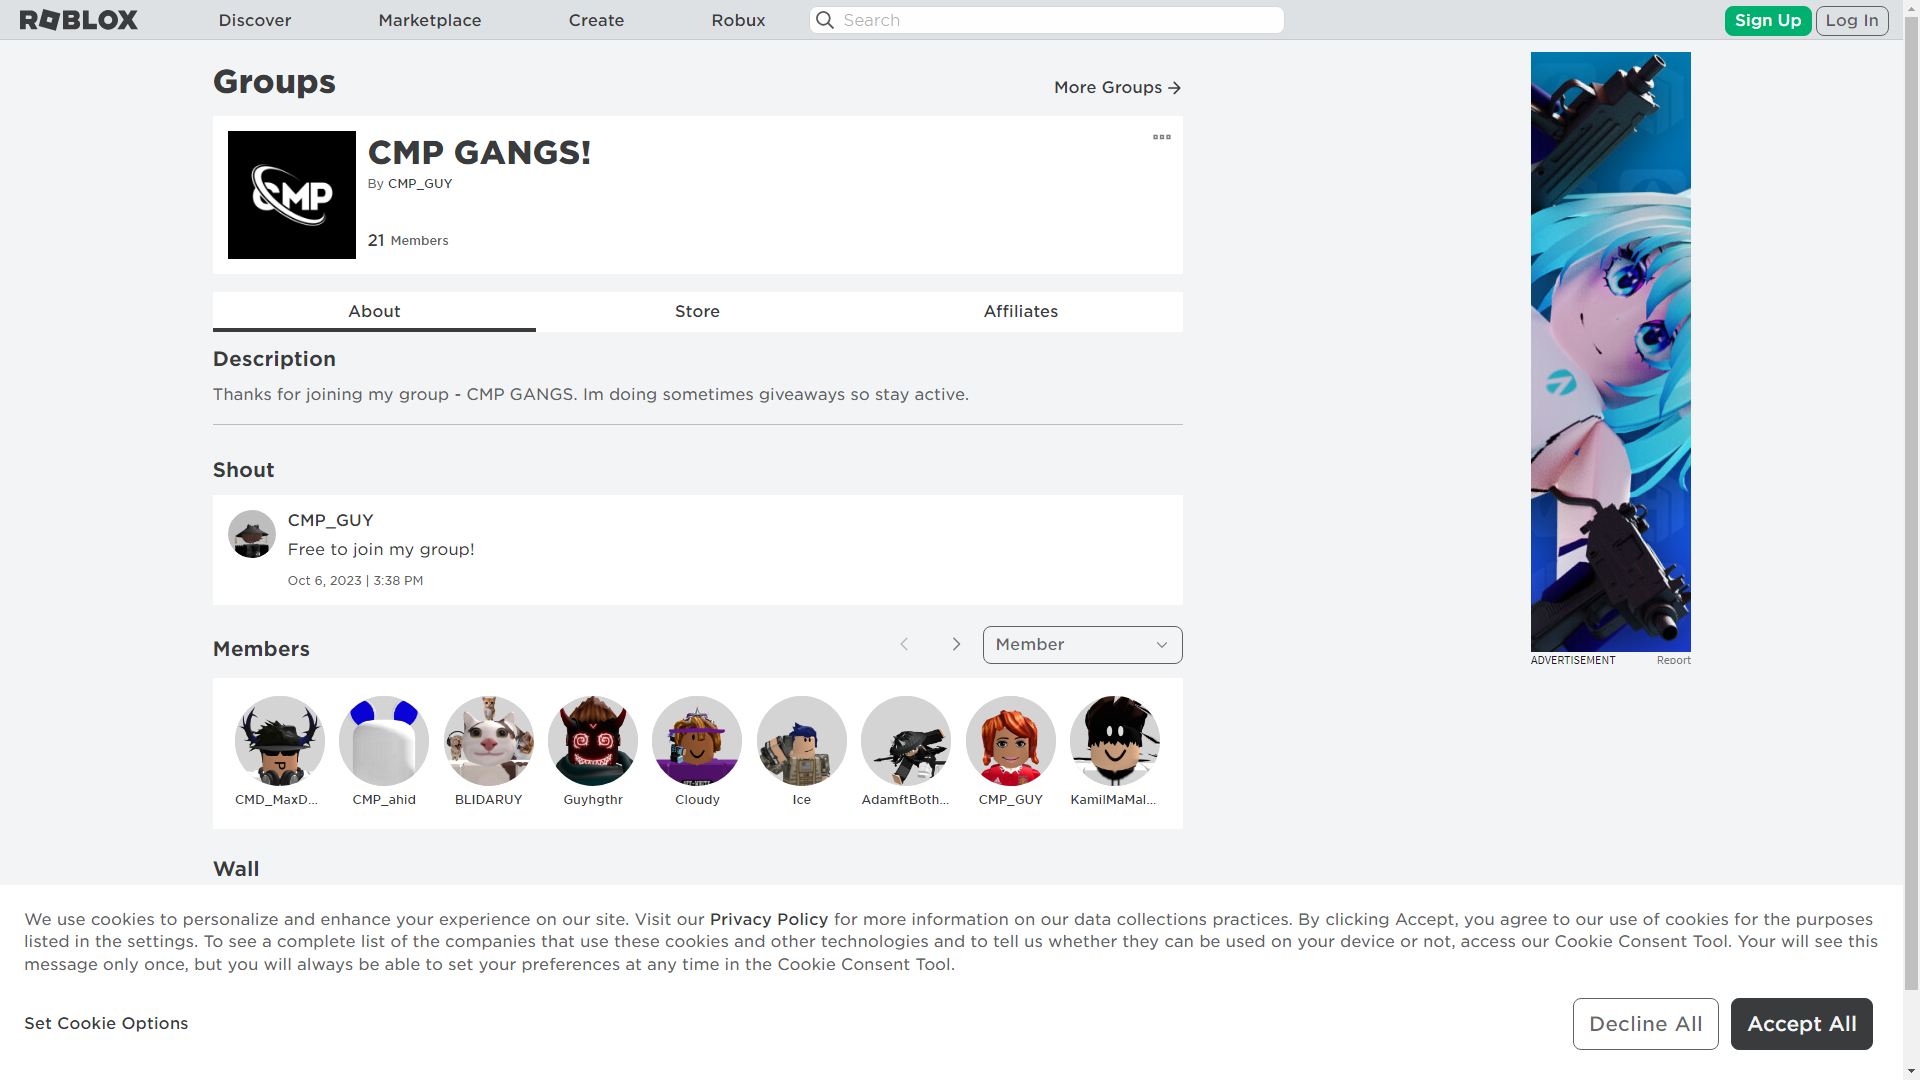 ROBLOX Discover Marketplace Create Robux Search Sign Up Log In
Groups
More Groups
CMP
CMP GANGS!
By CMP_GUY
21 Members
About Store Affiliates
Description
Thanks for joining my group - CMP GANGS. Im doing sometimes giveaways so stay active.
Shout
CMP_GUY
Free to join my group!
Oct 6, 2023 | 3:38 PM
ADVERTISEMENT Report
Members
Member
CMD_MaxD... CMP_ahid BLIDARUY Guyhgthr Cloudy Ice AdamftBoth... CMP_GUY KamilMaMal...
Wall
We use cookies to personalize and enhance your experience on our site. Visit our Privacy Policy for more information on our data collections practices. By clicking Accept, you agree to our use of cookies for the purposes
listed in the settings. To see a complete list of the companies that use these cookies and other technologies and to tell us whether they can be used on your device or not, access our Cookie Consent Tool. Your will see this
message only once, but you will always be able to set your preferences at any time in the Cookie Consent Tool.
Set Cookie Options
Decline All
Accept All